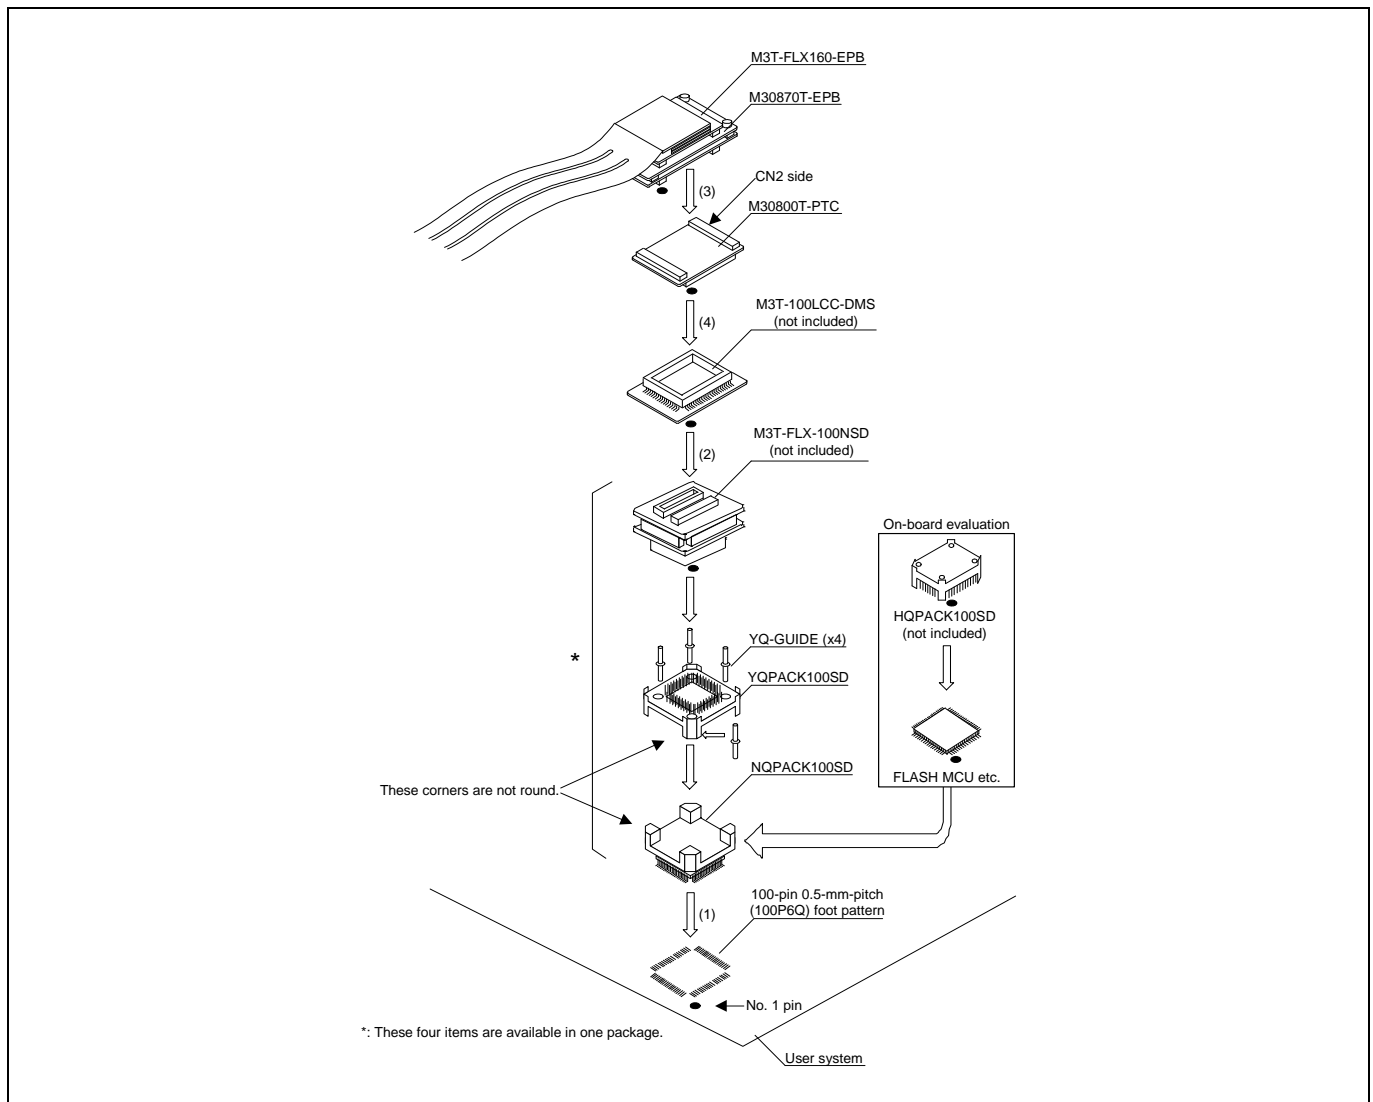 M3T-FLX160-EPB
M30870T-EPB
(3)
CN2 side
M30800T-PTC
(4)
M3T-100LCC-DMS
(not included)
(2)
M3T-FLX-100NSD
(not included)
On-board evaluation
HQPACK100SD
(not included)
FLASH MCU etc.
*
YQ-GUIDE (x4)
YQPACK100SD
NQPACK100SD
These corners are not round.
(1)
100-pin 0.5-mm-pitch
(100P6Q) foot pattern
No. 1 pin
*: These four items are available in one package.
User system